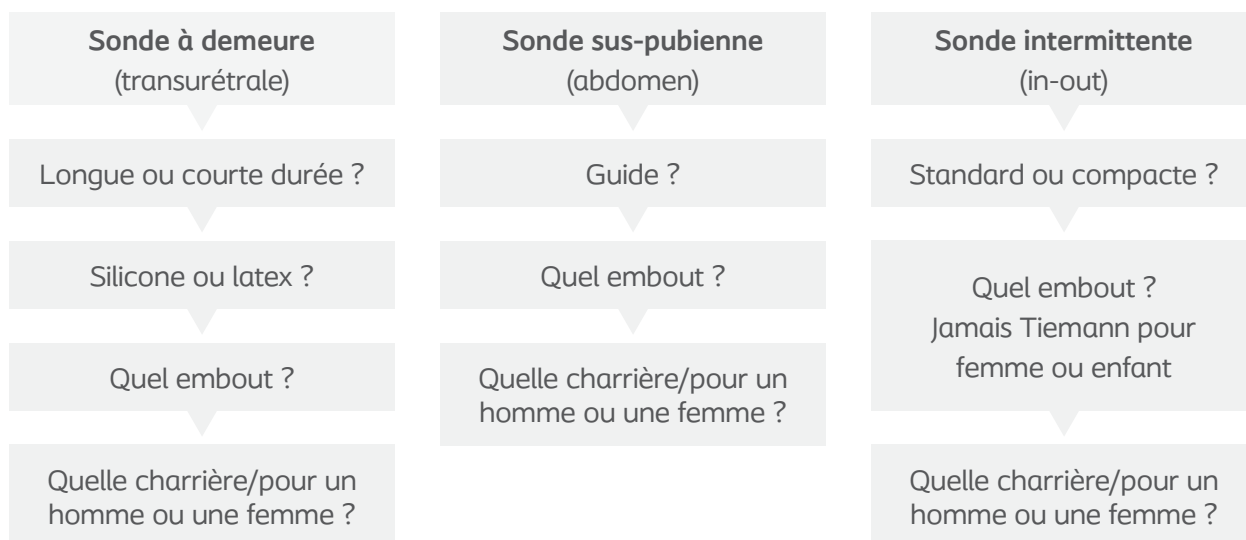 Sonde à demeure
(transurétrale)
Longue ou courte durée ?
Silicone ou latex ?
Quel embout ?
Quelle charrière/pour un
homme ou une femme ?
Sonde sus-pubienne
(abdomen)
Guide ?
Quel embout ?
Quelle charrière/pour un
homme ou une femme ?
Sonde intermittente
(in-out)
Standard ou compacte ?
Quel embout ?
Jamais Tiemann pour
femme ou enfant
Quelle charrière/pour un
homme ou une femme ?